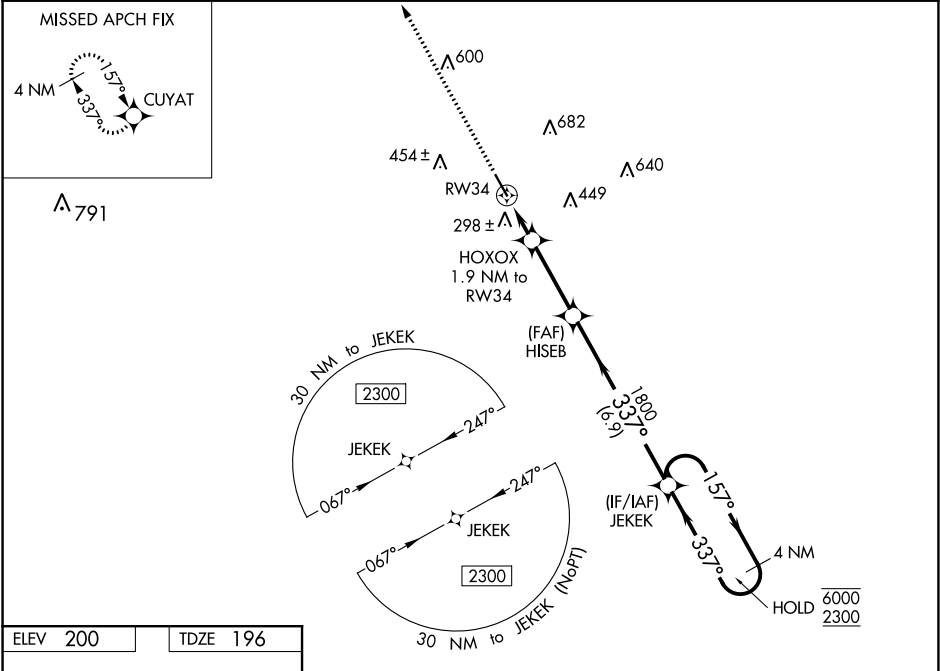 MISSED APCH FIX
4 NM
157°
337°
CUYAT
791
600
682
454 ±
640
RW34
449
298 ±
HOXOX
1.9 NM to
RW34
(FAF)
HISEB
30 NM to JEKEK
2300
JEKEK
067°
247°
1800
337°
(6.9)
JEKEK
067°
247°
2300
30 NM to JEKEK (NoPT)
(IF/IAF)
JEKEK
157°
337°
4 NM
HOLD
6000
2300
ELEV 200
TDZE 196